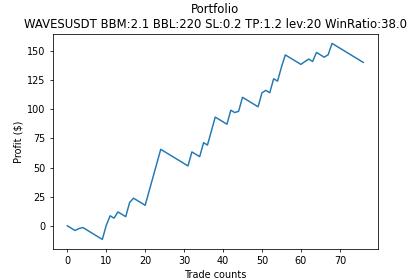 Portfolio
WAVESUSDT BBM:2.1 BBL:220 SL:0.2 TP:1.2 lev:20 WinRatio:38.0
Profit ($)
150
125
100
75
50
25
0
0 10 20 30 40 50 60 70
Trade counts